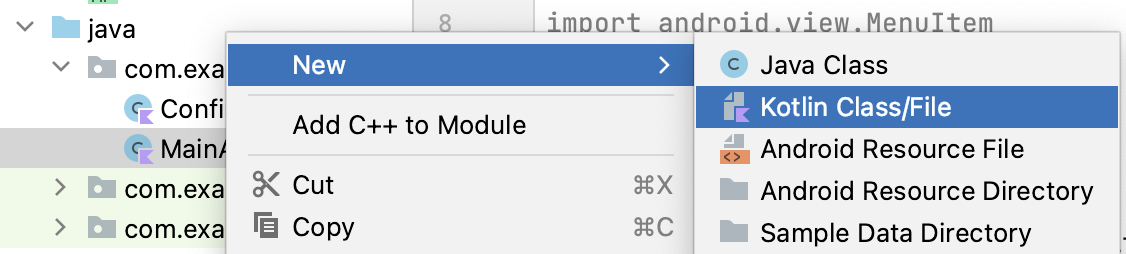 java
8 import android.view.MenuItem
com.exa
New
Java Class
Confi
Add C++ to Module
Kotlin Class/File
MainA
Android Resource File
com.exa
Cut ⌘X
Android Resource Directory
com.exa
Copy ⌘C
Sample Data Directory